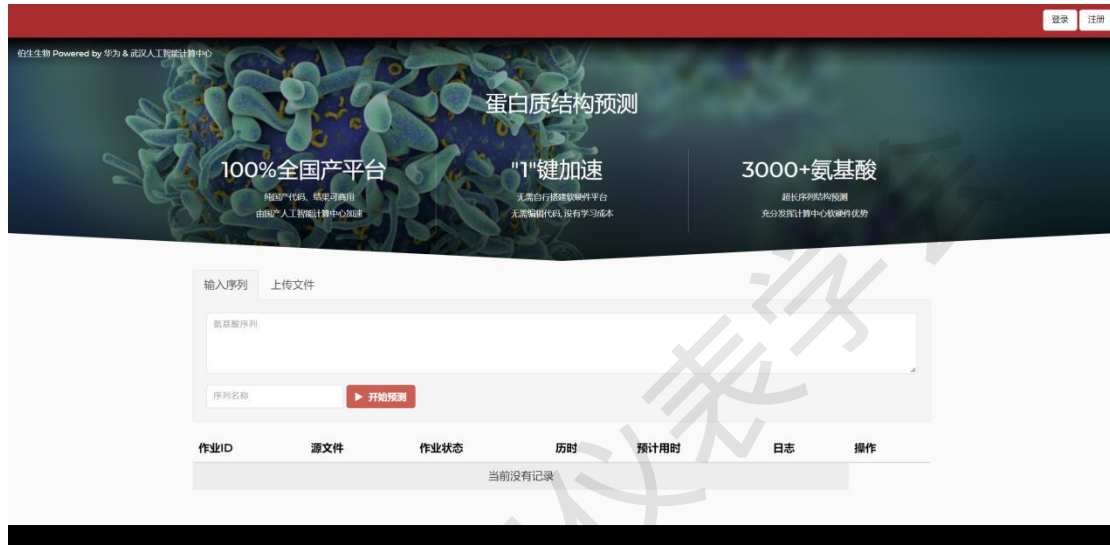 登录 注册
伯生生物 Powered by 华为 & 武汉人工智能计算中心
蛋白质结构预测
100%全国产平台 "1"键加速 3000+氨基酸
纯国产代码、结果可商用 无需自行搭建软硬件平台 超长序列结构预测
由国产人工智能计算中心加速 无需编辑代码, 没有学习成本 充分发挥计算中心软硬件优势
输入序列 上传文件
氨基酸序列
序列名称 开始预测
作业ID 源文件 作业状态 历时 预计用时 日志 操作
当前没有记录
仪表学会